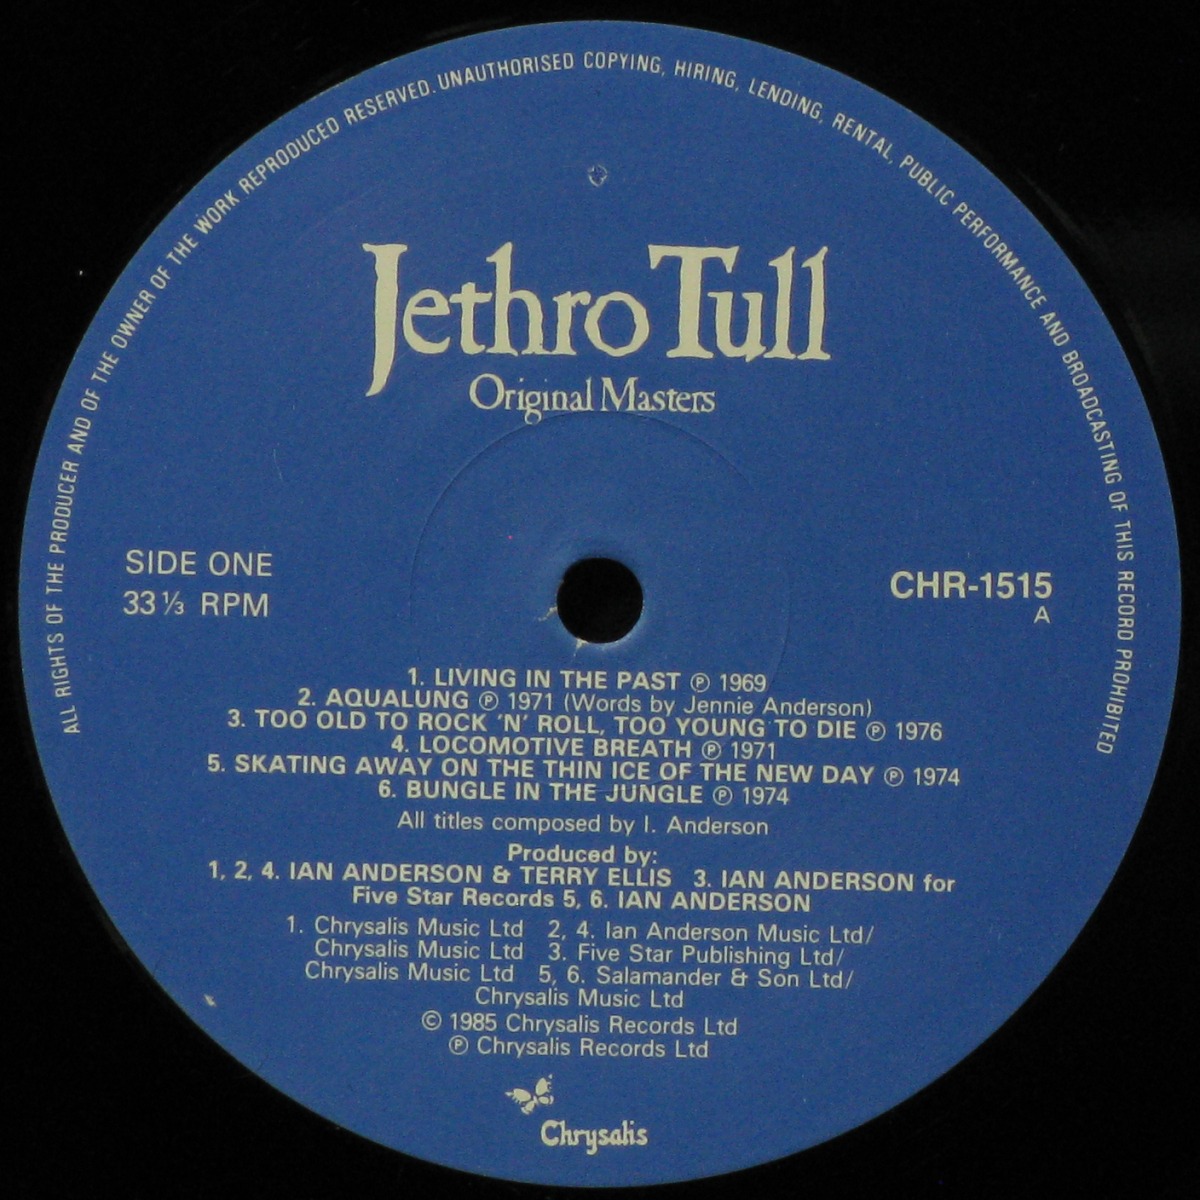 ALL RIGHTS OF THE PRODUCER AND OF THE OWNER OF THE WORK REPRODUCED RESERVED. UNAUTHORISED COPYING, HIRING, LENDING, RENTAL, PUBLIC PERFORMANCE AND BROADCASTING OF THIS RECORD PROHIBITED
Jethro Tull
Original Masters
SIDE ONE
33 ⅓ RPM
CHR-1515
A
1. LIVING IN THE PAST ℗ 1969
2. AQUALUNG ℗ 1971 (Words by Jennie Anderson)
3. TOO OLD TO ROCK 'N' ROLL, TOO YOUNG TO DIE ℗ 1976
4. LOCOMOTIVE BREATH ℗ 1971
5. SKATING AWAY ON THE THIN ICE OF THE NEW DAY ℗ 1974
6. BUNGLE IN THE JUNGLE ℗ 1974
All titles composed by I. Anderson
Produced by:
1, 2, 4. IAN ANDERSON & TERRY ELLIS 3. IAN ANDERSON for
Five Star Records 5, 6. IAN ANDERSON
1. Chrysalis Music Ltd 2, 4. Ian Anderson Music Ltd/
Chrysalis Music Ltd 3. Five Star Publishing Ltd/
Chrysalis Music Ltd 5, 6. Salamander & Son Ltd/
Chrysalis Music Ltd
© 1985 Chrysalis Records Ltd
℗ Chrysalis Records Ltd
Chrysalis